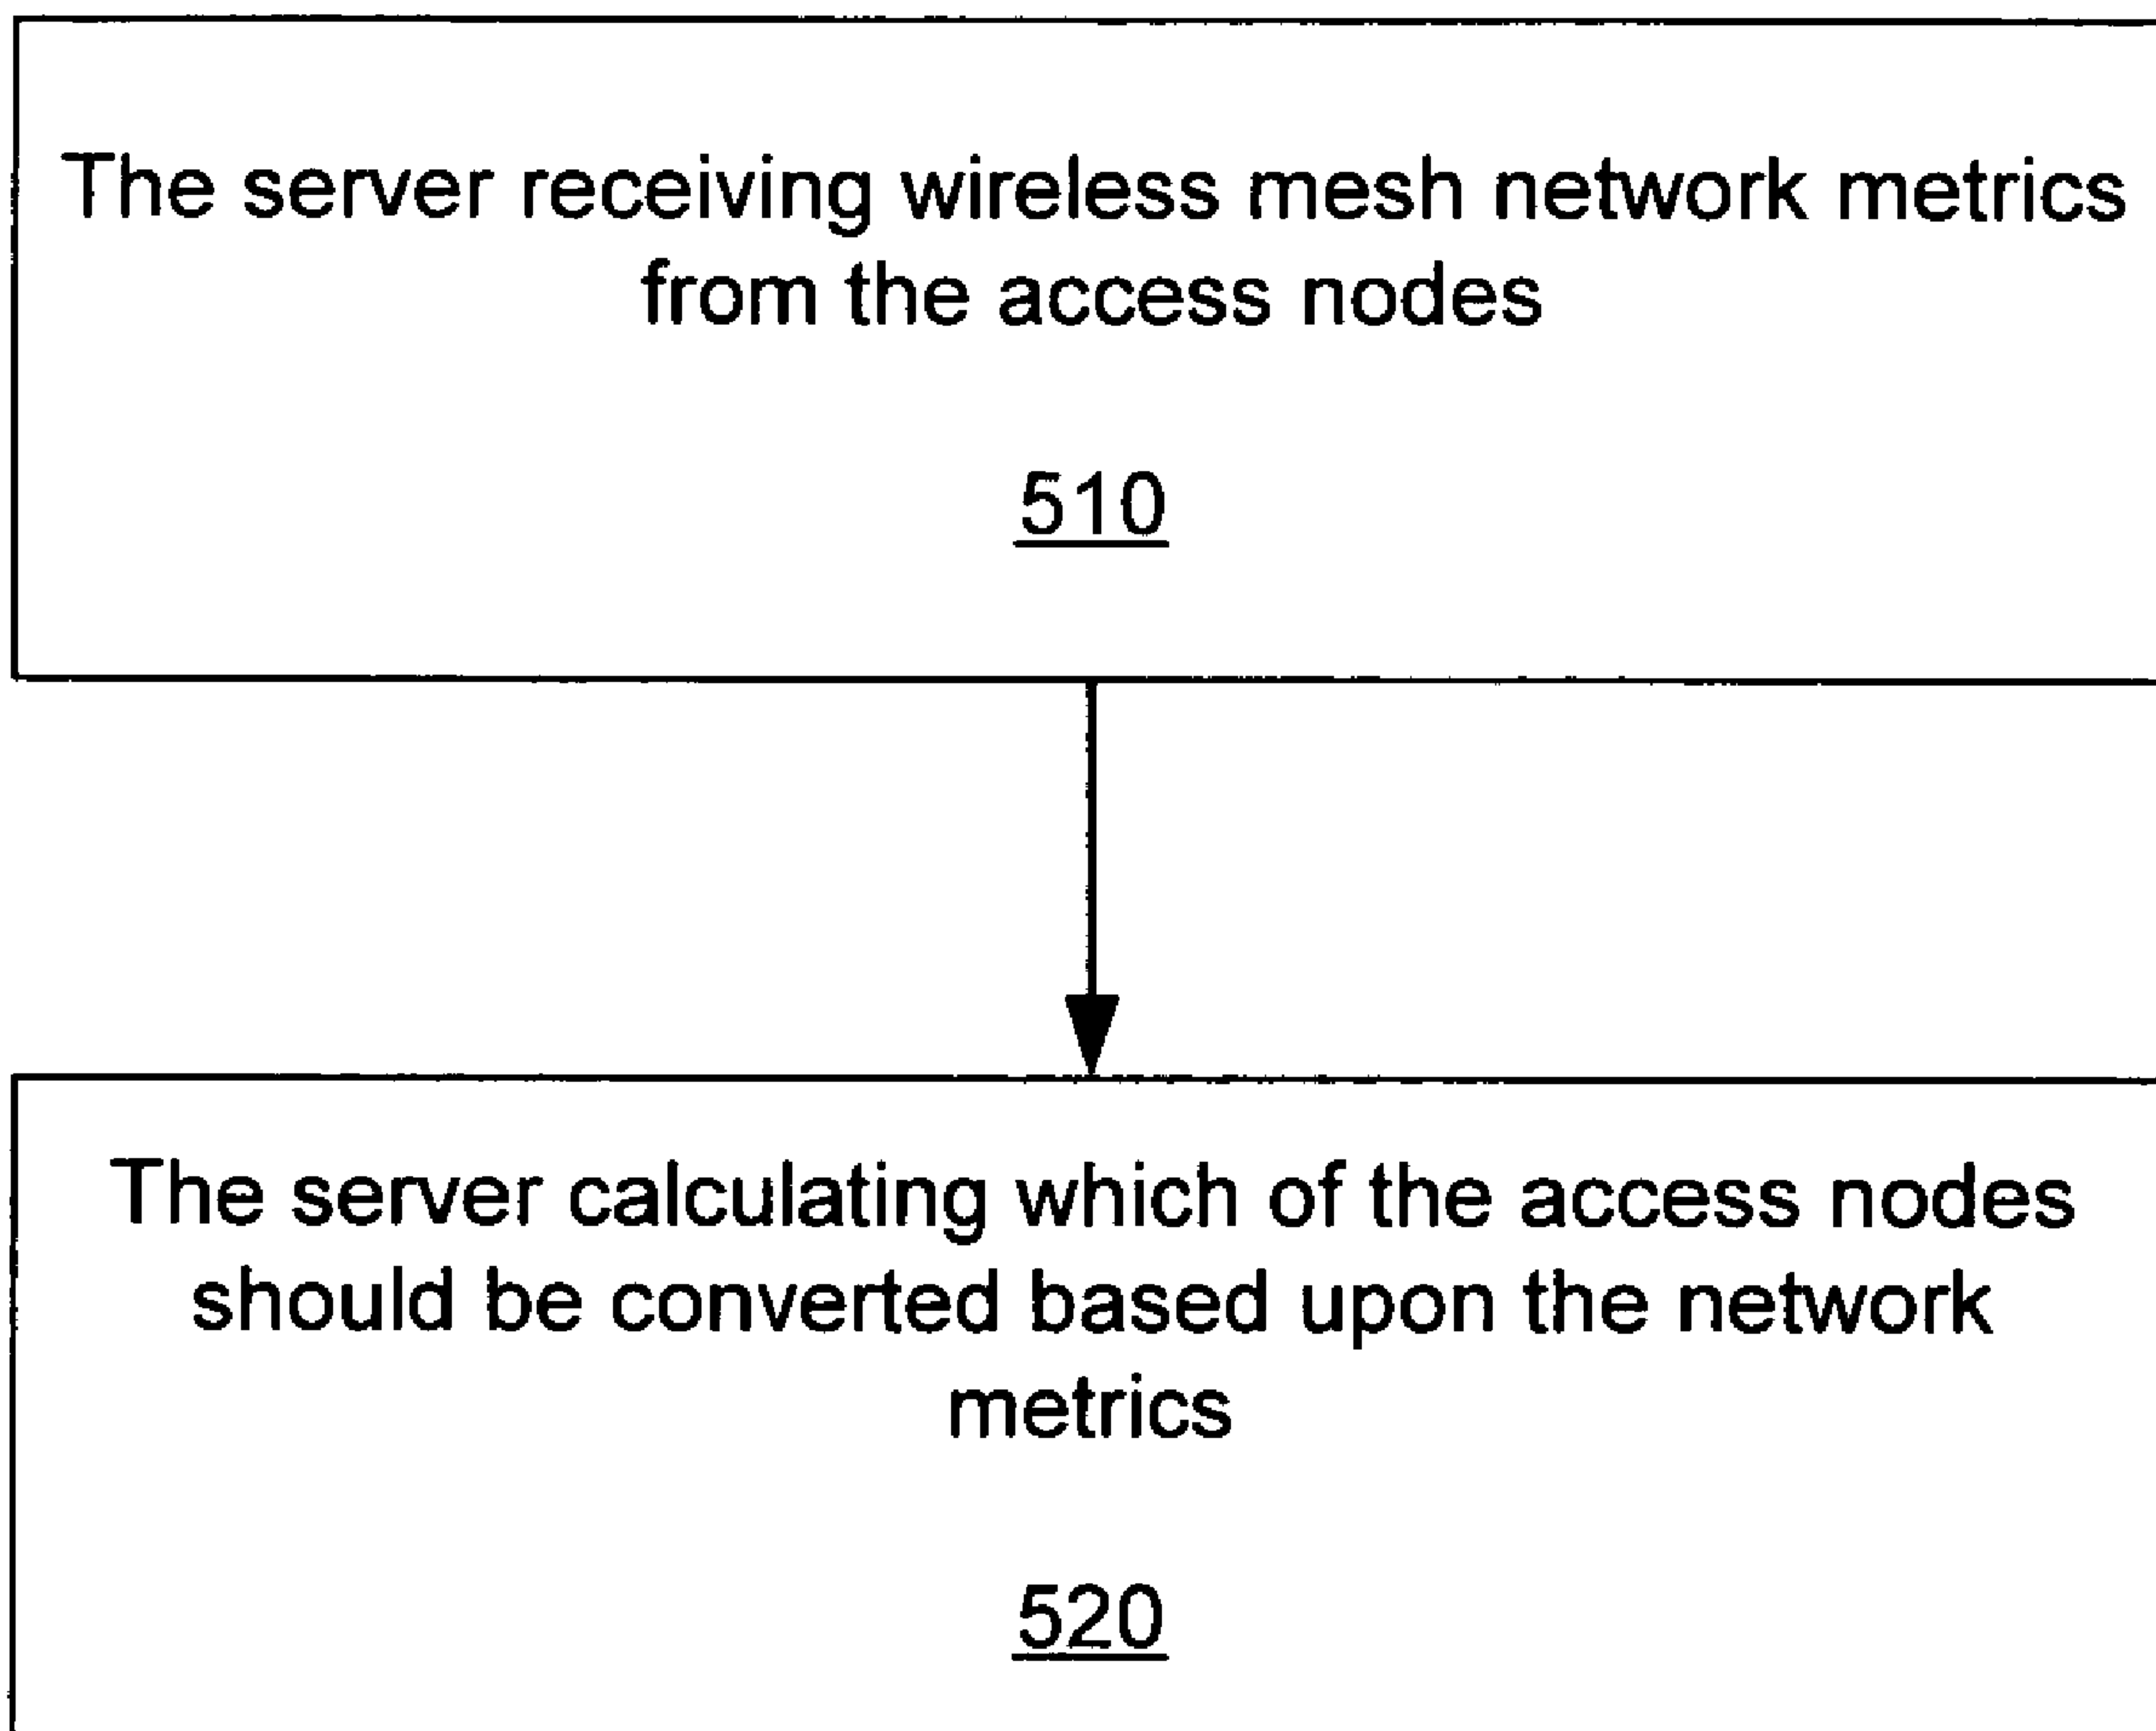 The server receiving wireless mesh network metrics
from the access nodes
510
The server calculating which of the access nodes
should be converted based upon the network
metrics
520